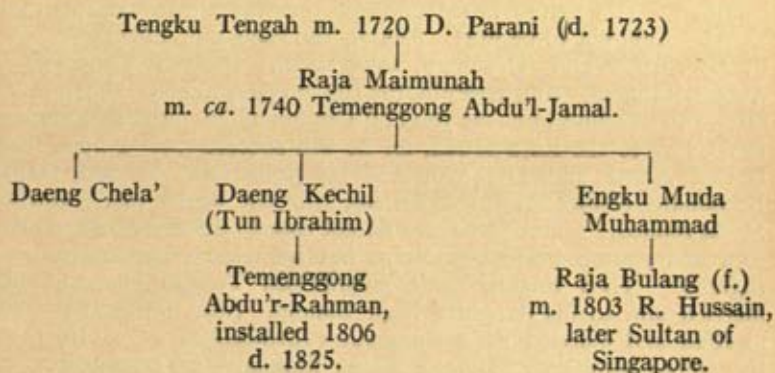 Tengku Tengah m. 1720 D. Parani (d. 1723)
Raja Maimunah
m. ca. 1740 Temenggong Abdu'l-Jamal.
Daeng Chela'
Daeng Kechil
(Tun Ibrahim)
Engku Muda
Muhammad
Temenggong
Abdu'r-Rahman,
installed 1806
d. 1825.
Raja Bulang (f.)
m. 1803 R. Hussain,
later Sultan of
Singapore.